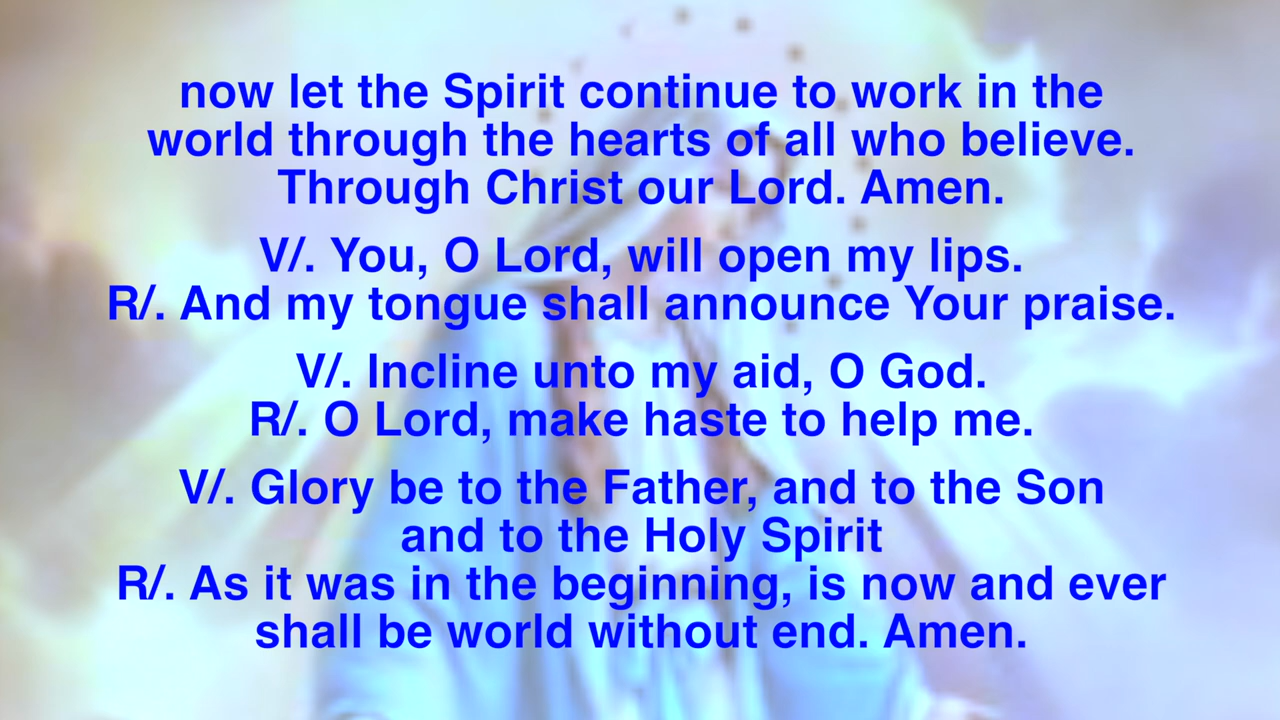 now let the Spirit continue to work in the
world through the hearts of all who believe.
Through Christ our Lord. Amen.
V/. You, O Lord, will open my lips.
R/. And my tongue shall announce Your praise.
V/. Incline unto my aid, O God.
R/. O Lord, make haste to help me.
V/. Glory be to the Father, and to the Son
and to the Holy Spirit
R/. As it was in the beginning, is now and ever
shall be world without end. Amen.